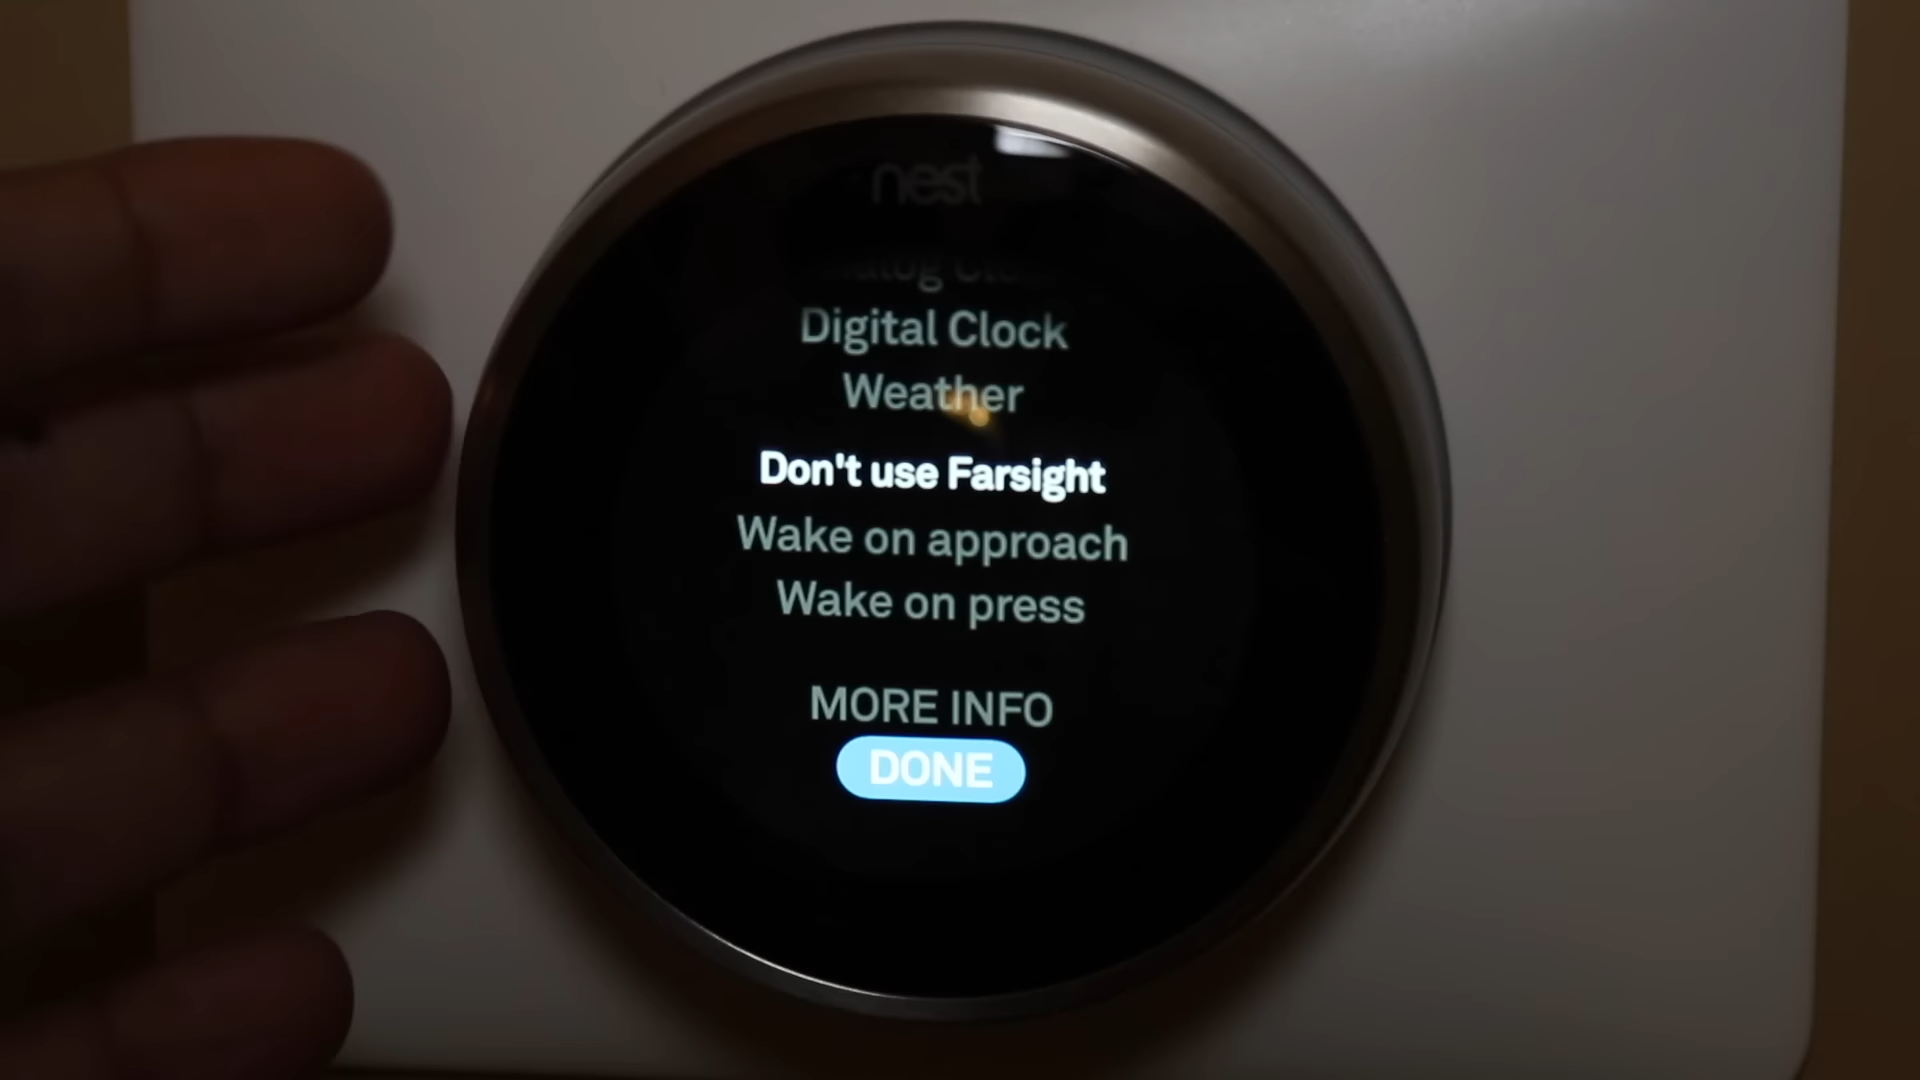 nest
Digital Clock
Weather
Don't use Farsight
Wake on approach
Wake on press
MORE INFO
DONE